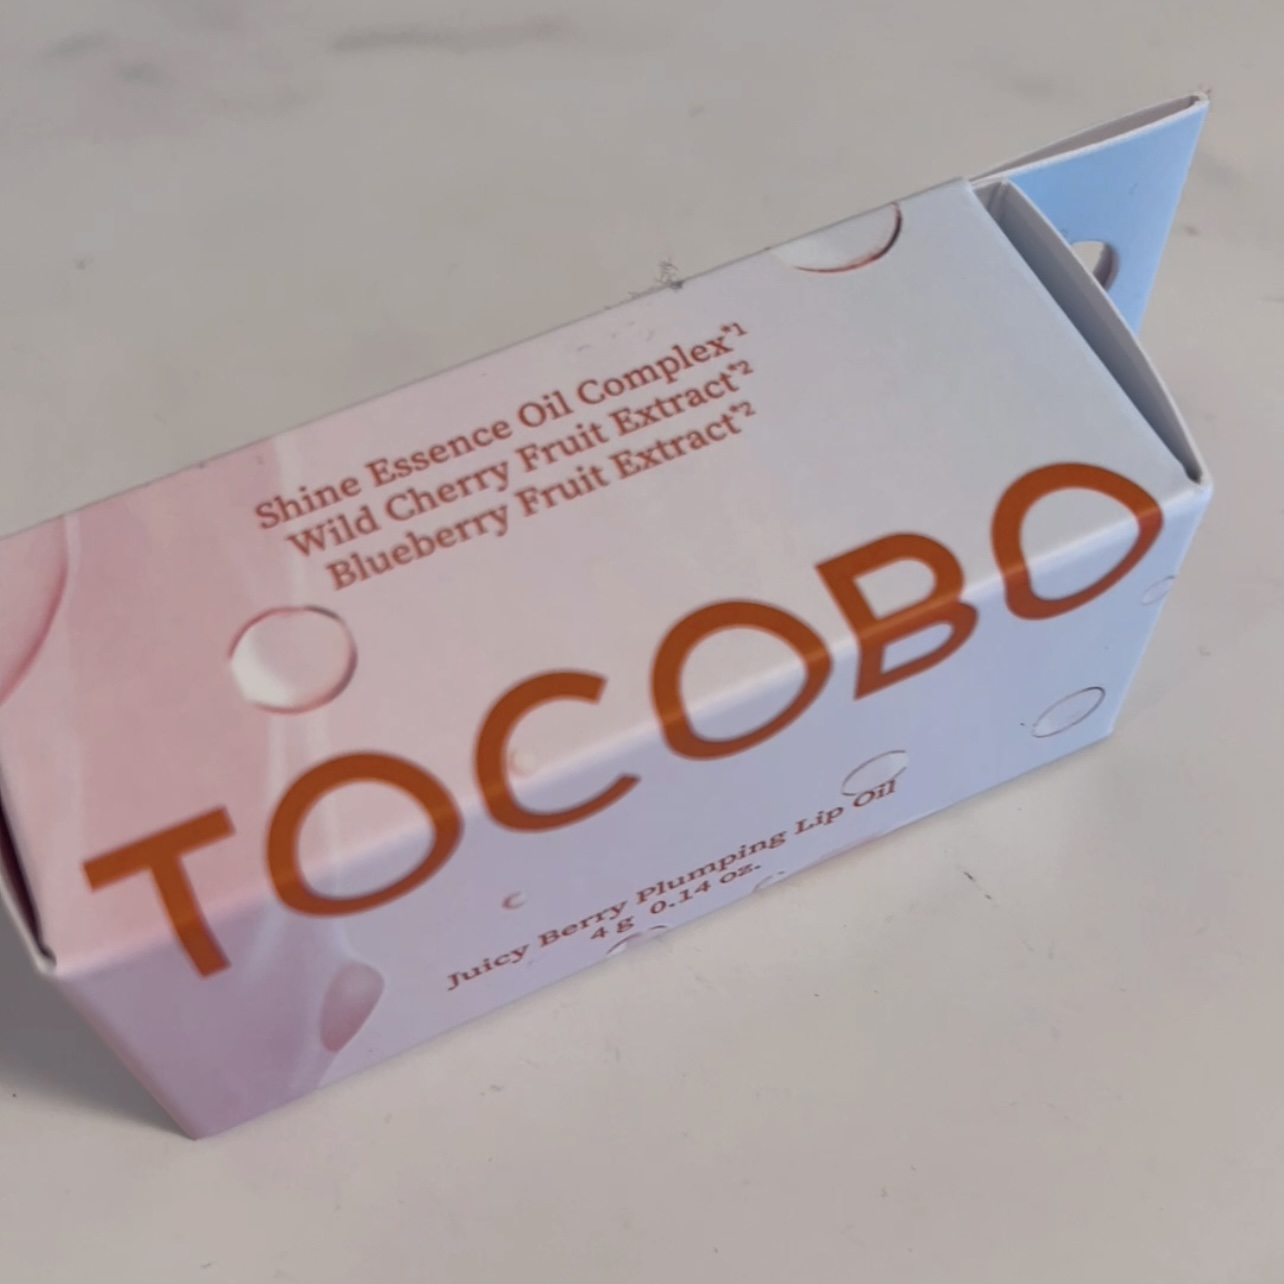 Shine Essence Oil Complex*1
Wild Cherry Fruit Extract*2
Blueberry Fruit Extract*2
TOCOBO
Juicy Berry Plumping Lip Oil
4 g 0.14 oz.